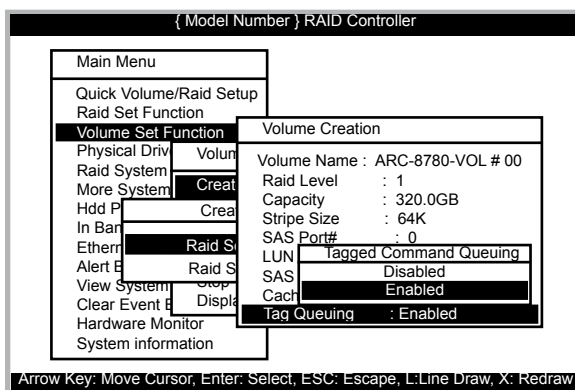 { Model Number } RAID Controller
Main Menu
Quick Volume/Raid Setup
Raid Set Function
Volume Set Function
Physical Driv
Raid System
More System
Hdd P
In Ban
Ethern
Alert B
View System
Clear Event B
Hardware Monitor
System information
Volum
Creat
Stop
Displa
Crea
Raid Se
Raid S
Volume Creation
Volume Name : ARC-8780-VOL # 00
Raid Level : 1
Capacity : 320.0GB
Stripe Size : 64K
SAS Port# : 0
LUN
SAS
Cach
Tag Queuing : Enabled
Tagged Command Queuing
Disabled
Enabled
Arrow Key: Move Cursor, Enter: Select, ESC: Escape, L:Line Draw, X: Redraw